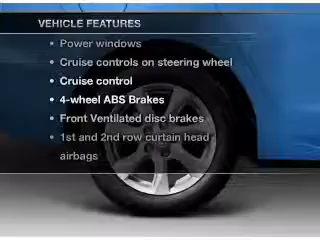 VEHICLE FEATURES
• Power windows
• Cruise controls on steering wheel
• Cruise control
• 4-wheel ABS Brakes
• Front Ventilated disc brakes
• 1st and 2nd row curtain head
airbags